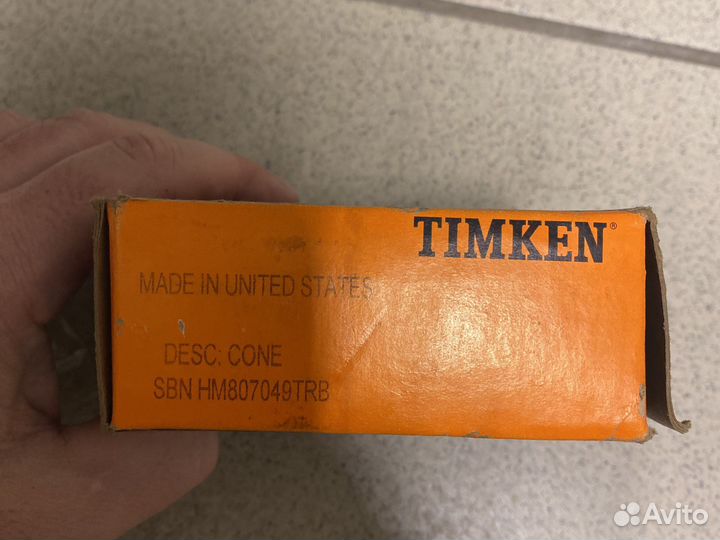 TIMKEN®
MADE IN UNITED STATES
DESC: CONE
SBN HM807049TRB
Avito